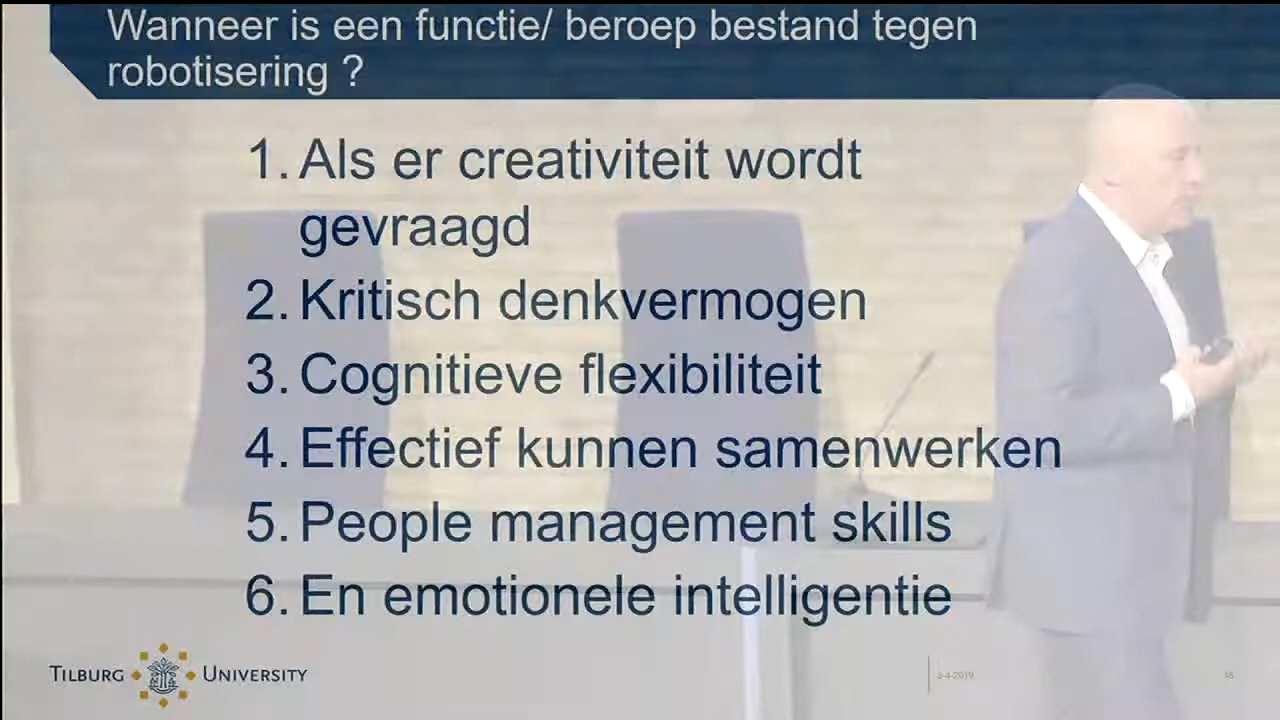 Wanneer is een functie/ beroep bestand tegen
robotisering ?
1. Als er creativiteit wordt
gevraagd
2. Kritisch denkvermogen
3. Cognitieve flexibiliteit
4. Effectief kunnen samenwerken
5. People management skills
6. En emotionele intelligentie
TILBURG UNIVERSITY